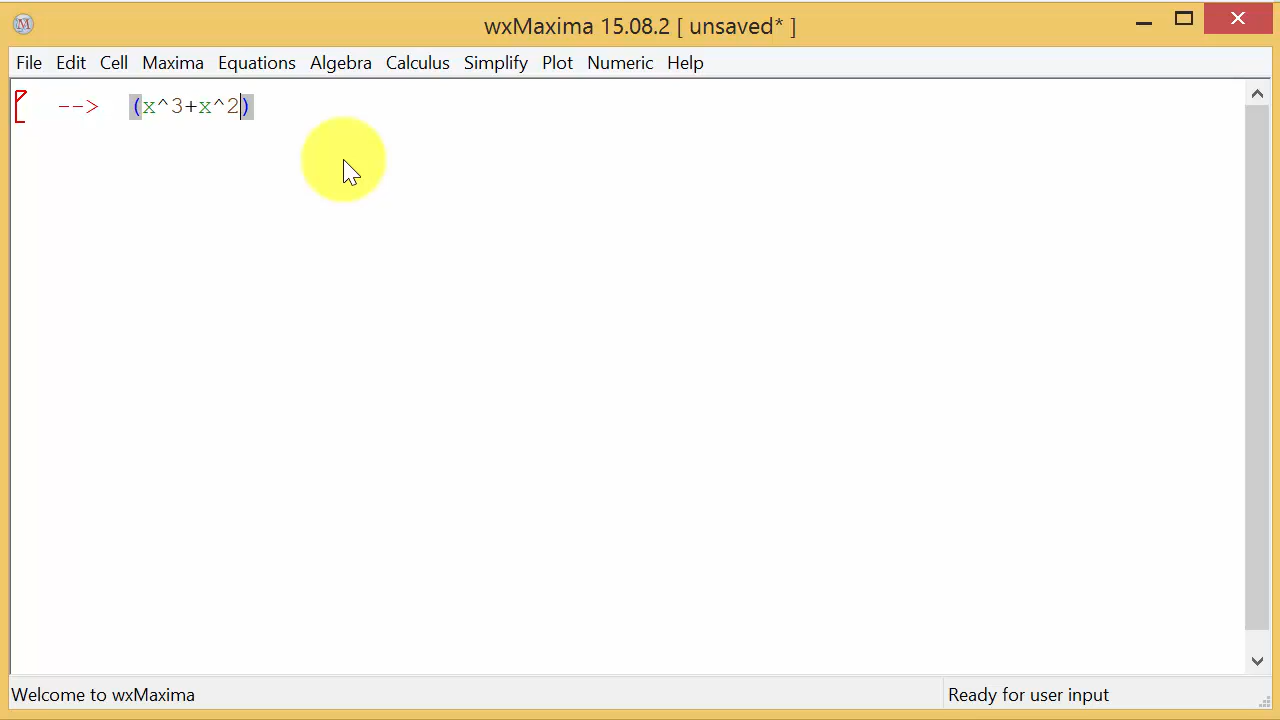 wxMaxima 15.08.2 [ unsaved* ]
File Edit Cell Maxima Equations Algebra Calculus Simplify Plot Numeric Help
--> (x^3+x^2)
Welcome to wxMaxima Ready for user input